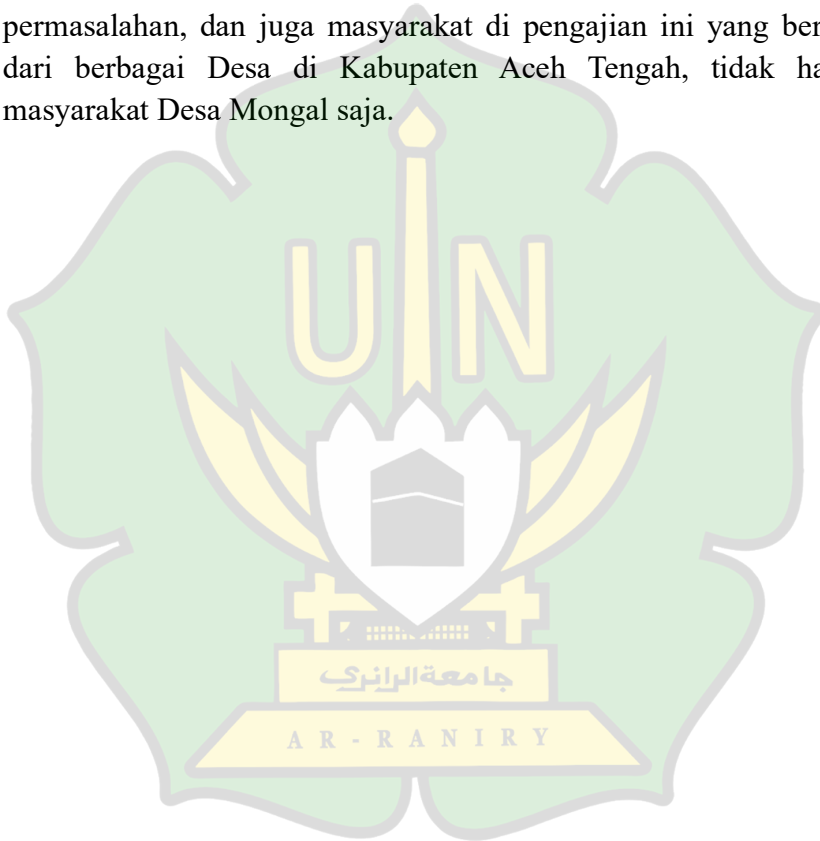 permasalahan, dan juga masyarakat di pengajian ini yang ber
dari berbagai Desa di Kabupaten Aceh Tengah, tidak ha
masyarakat Desa Mongal saja.
UIN
جامعة الرانري
AR-RANIRY